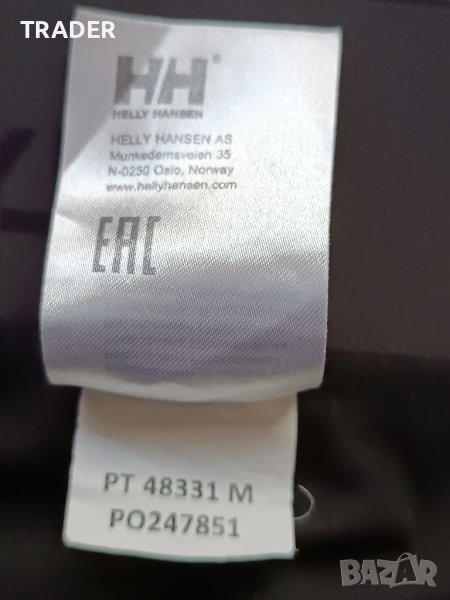 TRADER
HH®
HELLY HANSEN
HELLY HANSEN AS
Munkedamsveien 35
N-0250 Oslo, Norway
www.hellyhansen.com
EAC
PT 48331 M
PO247851
BAZAR